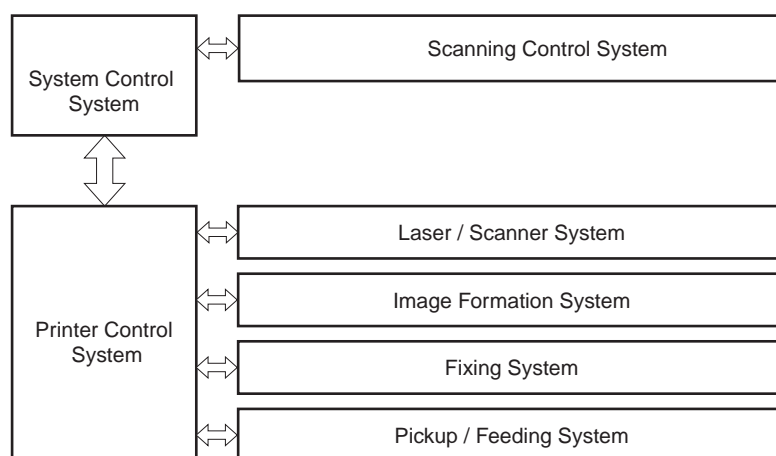 System Control
System
Scanning Control System
Printer Control
System
Laser / Scanner System
Image Formation System
Fixing System
Pickup / Feeding System